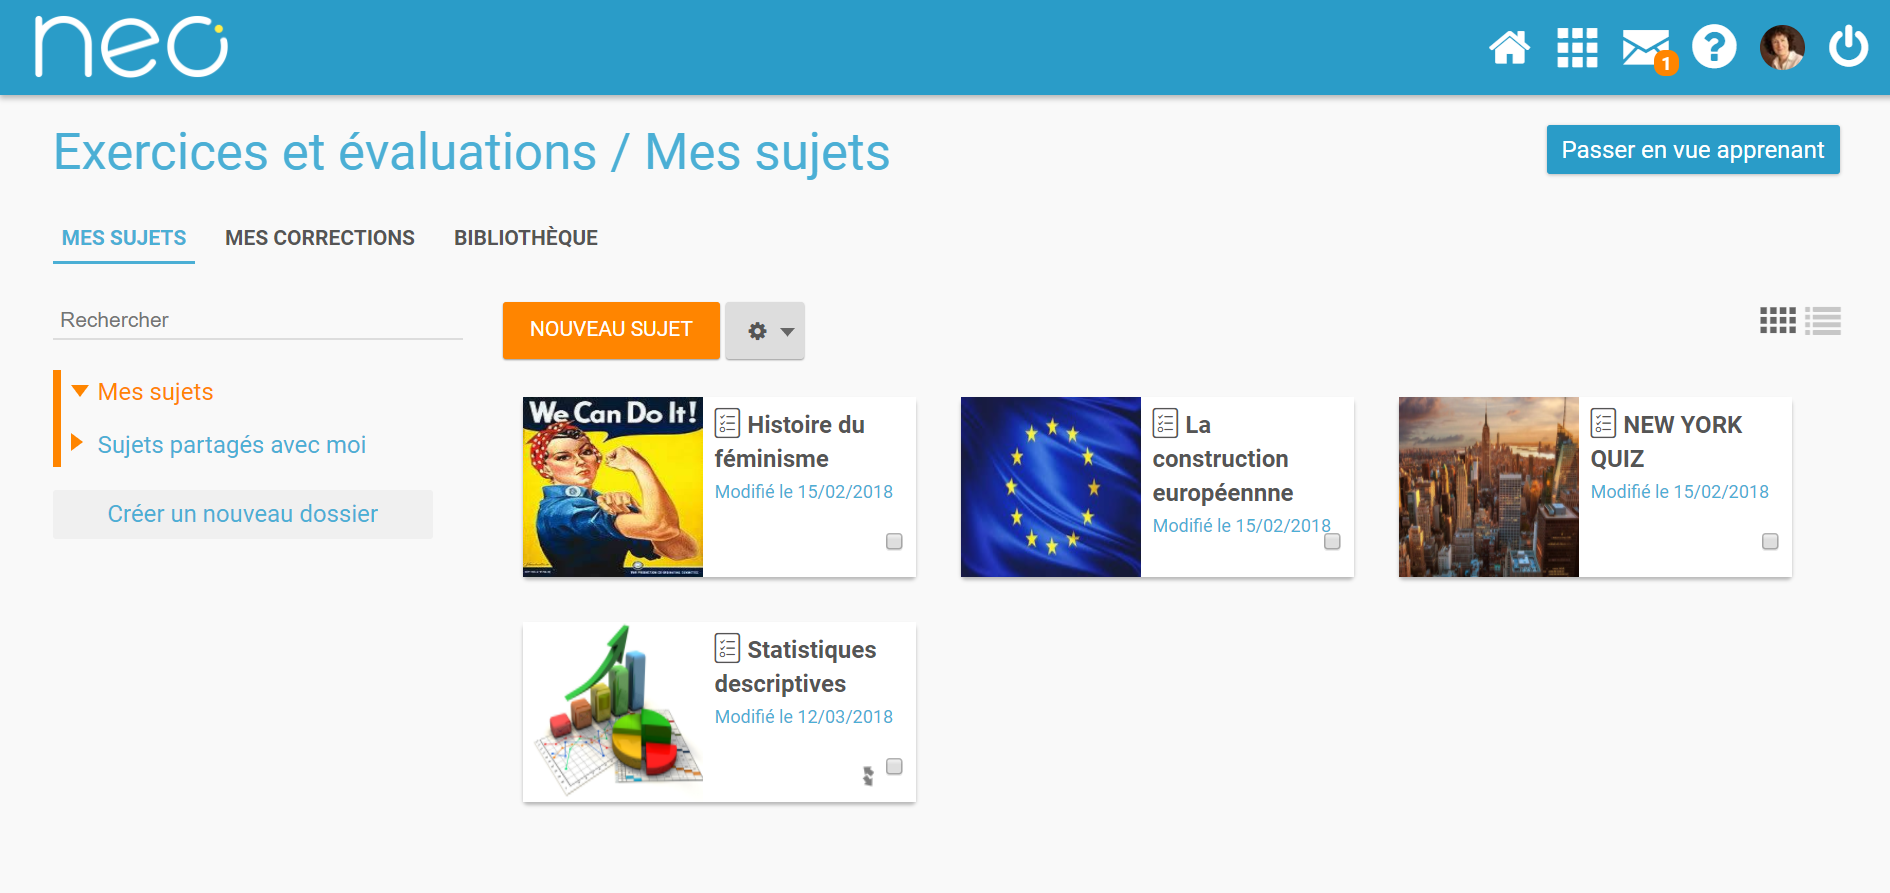 neo
1
?
Exercices et évaluations / Mes sujets
Passer en vue apprenant
MES SUJETS
MES CORRECTIONS
BIBLIOTHÈQUE
Rechercher
NOUVEAU SUJET
Mes sujets
Sujets partagés avec moi
Créer un nouveau dossier
We Can Do It!
Histoire du
féminisme
Modifié le 15/02/2018
La
construction
européennne
Modifié le 15/02/2018
NEW YORK
QUIZ
Modifié le 15/02/2018
Statistiques
descriptives
Modifié le 12/03/2018